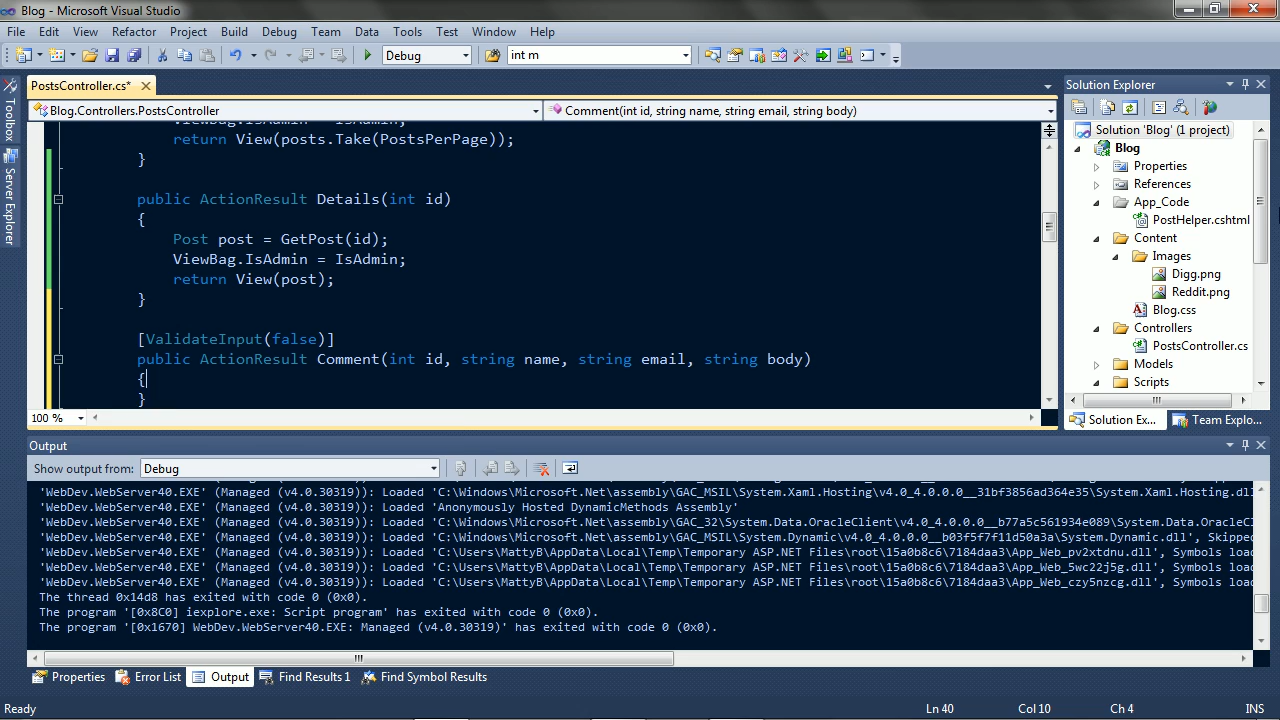 Blog - Microsoft Visual Studio
File Edit View Refactor Project Build Debug Team Data Tools Test Window Help
Debug int m
Toolbox
Server Explorer
PostsController.cs*
Blog.Controllers.PostsController Comment(int id, string name, string email, string body)
ViewBag.IsAdmin = IsAdmin;
return View(posts.Take(PostsPerPage));
}
public ActionResult Details(int id)
{
Post post = GetPost(id);
ViewBag.IsAdmin = IsAdmin;
return View(post);
}
[ValidateInput(false)]
public ActionResult Comment(int id, string name, string email, string body)
{
}
100 %
Solution Explorer
Solution 'Blog' (1 project)
Blog
Properties
References
App_Code
PostHelper.cshtml
Content
Images
Digg.png
Reddit.png
Blog.css
Controllers
PostsController.cs
Models
Scripts
Solution Ex... Team Explo...
Output
Show output from: Debug
'WebDev.WebServer40.EXE' (Managed (v4.0.30319)): Loaded 'C:\Windows\Microsoft.Net\assembly\GAC_MSIL\System.Xaml.Hosting\v4.0_4.0.0.0__31bf3856ad364e35\System.Xaml.Hosting.dl
'WebDev.WebServer40.EXE' (Managed (v4.0.30319)): Loaded 'Anonymously Hosted DynamicMethods Assembly'
'WebDev.WebServer40.EXE' (Managed (v4.0.30319)): Loaded 'C:\Windows\Microsoft.Net\assembly\GAC_32\System.Data.OracleClient\v4.0_4.0.0.0__b77a5c561934e089\System.Data.OracleC
'WebDev.WebServer40.EXE' (Managed (v4.0.30319)): Loaded 'C:\Windows\Microsoft.Net\assembly\GAC_MSIL\System.Dynamic\v4.0_4.0.0.0__b03f5f7f11d50a3a\System.Dynamic.dll', Skippe
'WebDev.WebServer40.EXE' (Managed (v4.0.30319)): Loaded 'C:\Users\MattyB\AppData\Local\Temp\Temporary ASP.NET Files\root\15a0b8c6\7184daa3\App_Web_pv2xtdnu.dll', Symbols loa
'WebDev.WebServer40.EXE' (Managed (v4.0.30319)): Loaded 'C:\Users\MattyB\AppData\Local\Temp\Temporary ASP.NET Files\root\15a0b8c6\7184daa3\App_Web_5wc22j5g.dll', Symbols loa
'WebDev.WebServer40.EXE' (Managed (v4.0.30319)): Loaded 'C:\Users\MattyB\AppData\Local\Temp\Temporary ASP.NET Files\root\15a0b8c6\7184daa3\App_Web_czy5nzcg.dll', Symbols loa
The thread 0x14d8 has exited with code 0 (0x0).
The program '[0x8C0] iexplore.exe: Script program' has exited with code 0 (0x0).
The program '[0x1670] WebDev.WebServer40.EXE: Managed (v4.0.30319)' has exited with code 0 (0x0).
Properties Error List Output Find Results 1 Find Symbol Results
Ready Ln 40 Col 10 Ch 4 INS